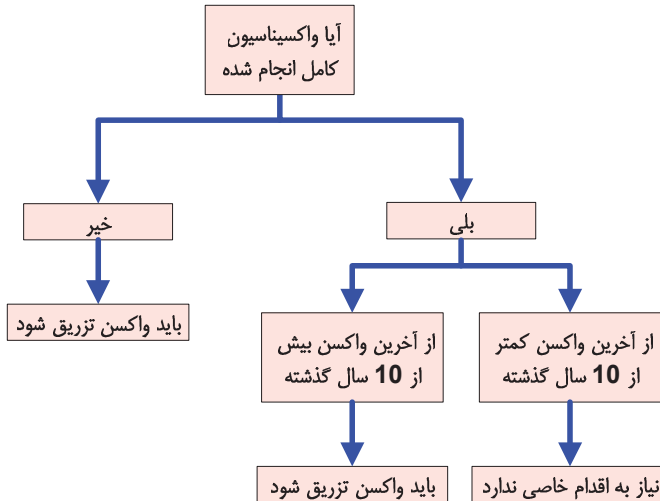 آیا واکسیناسیون
کامل انجام شده
بلی
خیر
باید واکسن تزریق شود
از آخرین واکسن کمتر
از 10 سال گذشته
از آخرین واکسن بیش
از 10 سال گذشته
نیاز به اقدام خاصی ندارد
باید واکسن تزریق شود